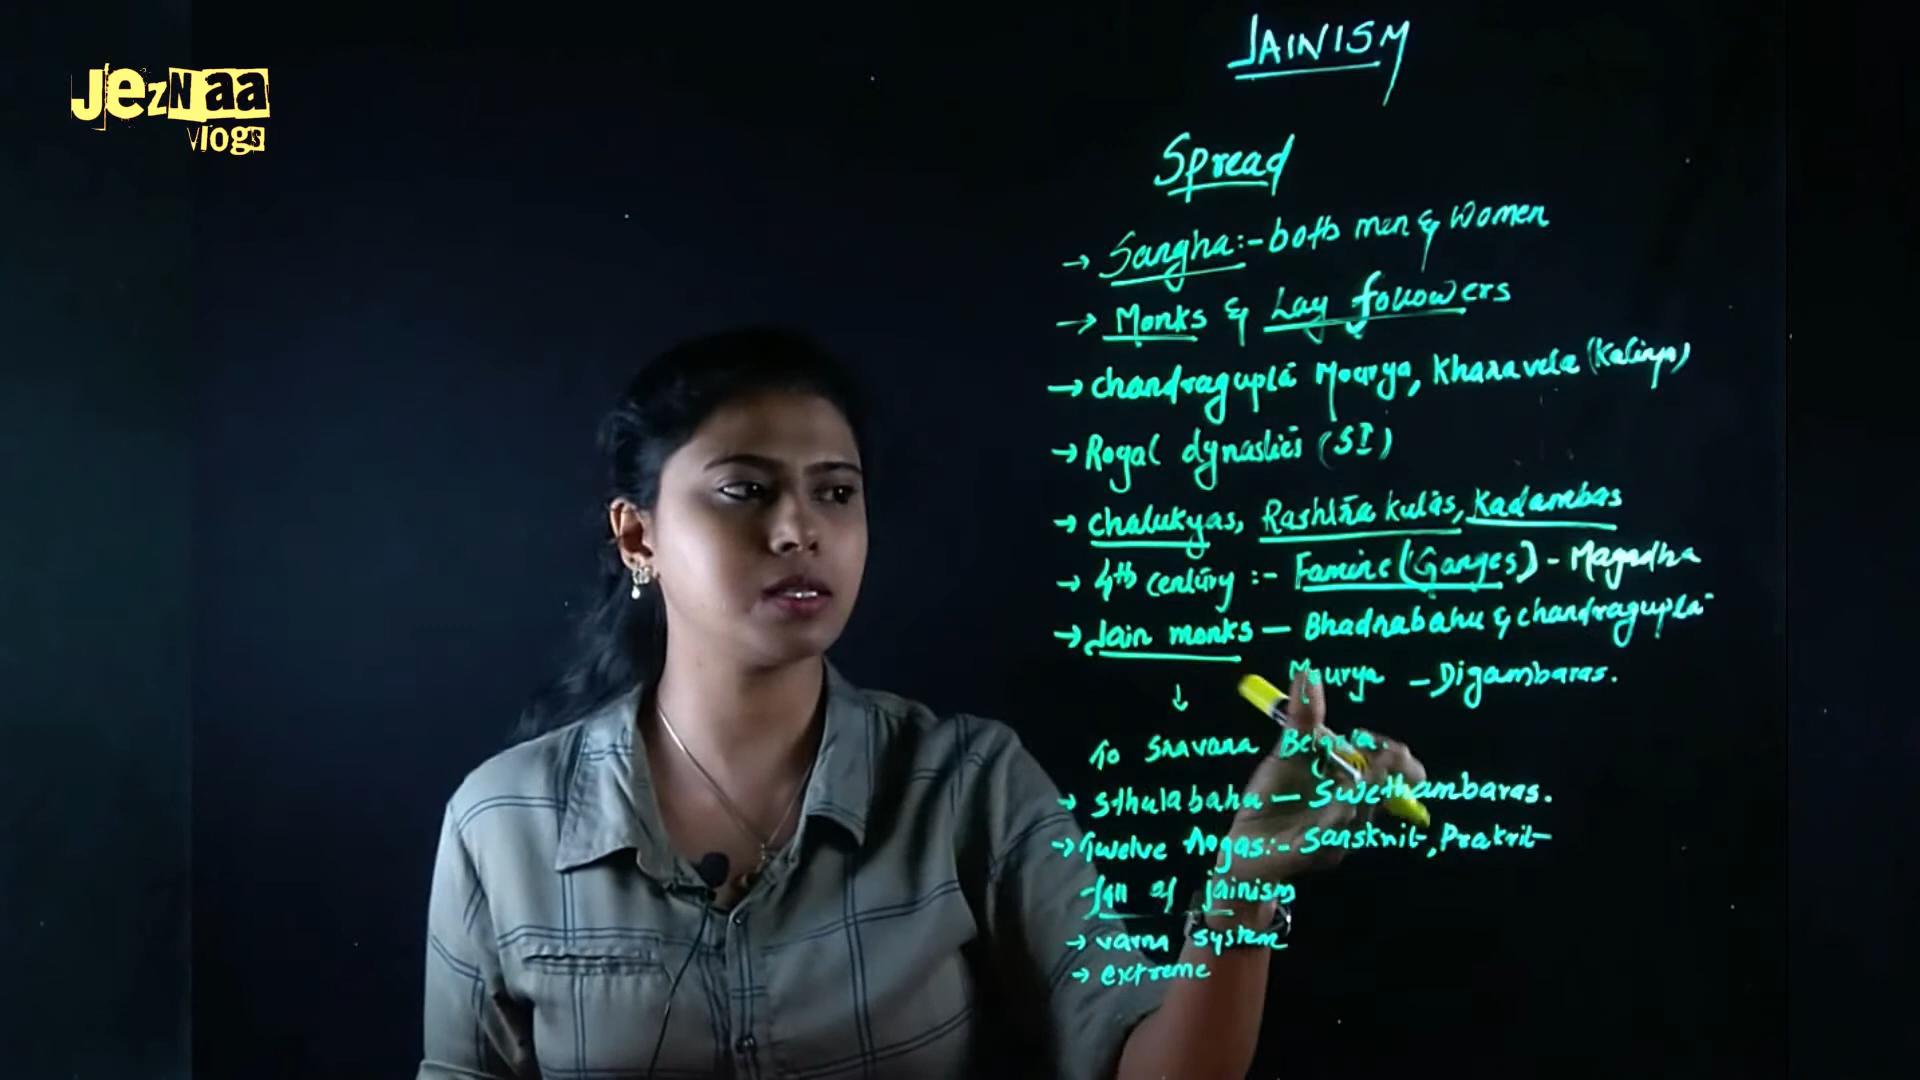 JEZNAA
vlogs
JAINISM
Spread
→ Sangha:- both men & women
→ Monks & Lay followers
→ Chandragupta Mourya, Kharavela (Kalinga)
→ Royal dynasties (SI)
→ Chalukyas, Rashtrakutas, Kadambas
→ 4th century :- Famine (Ganges) - Magadha
→ Jain monks — Bhadrabahu & chandragupta
Mourya - Digambaras.
↓
To Sravana Belgola.
→ Sthulabahu — Swethambaras.
→ Twelve Angas:- Sanskrit, Prakrit
fall of jainism
→ varna system
→ extreme